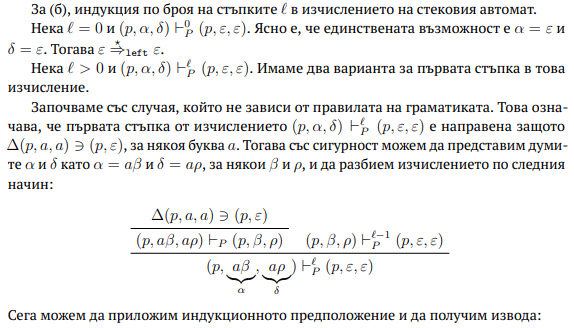 За (б), индукция по броя на стъпките ℓ в изчислението на стековия автомат.
Нека ℓ = 0 и (p, α, δ) ⊢⁰_P (p, ε, ε). Ясно е, че единствената възможност е α = ε и
δ = ε. Тогава ε ⇒*_left ε.
Нека ℓ > 0 и (p, α, δ) ⊢^ℓ_P (p, ε, ε). Имаме два варианта за първата стъпка в това
изчисление.
Започваме със случая, който не зависи от правилата на граматиката. Това озна-
чава, че първата стъпка от изчислението (p, α, δ) ⊢^ℓ_P (p, ε, ε) е направена защото
Δ(p, a, a) ∋ (p, ε), за някоя буква a. Тогава със сигурност можем да представим думи-
те α и δ като α = aβ и δ = aρ, за някои β и ρ, и да разбием изчислението по следния
начин:
Δ(p, a, a) ∋ (p, ε)
(p, aβ, aρ) ⊢_P (p, β, ρ) (p, β, ρ) ⊢^{ℓ−1}_P (p, ε, ε)
(p, aβ, aρ) ⊢^ℓ_P (p, ε, ε)
α δ
Сега можем да приложим индукционното предположение и да получим извода: